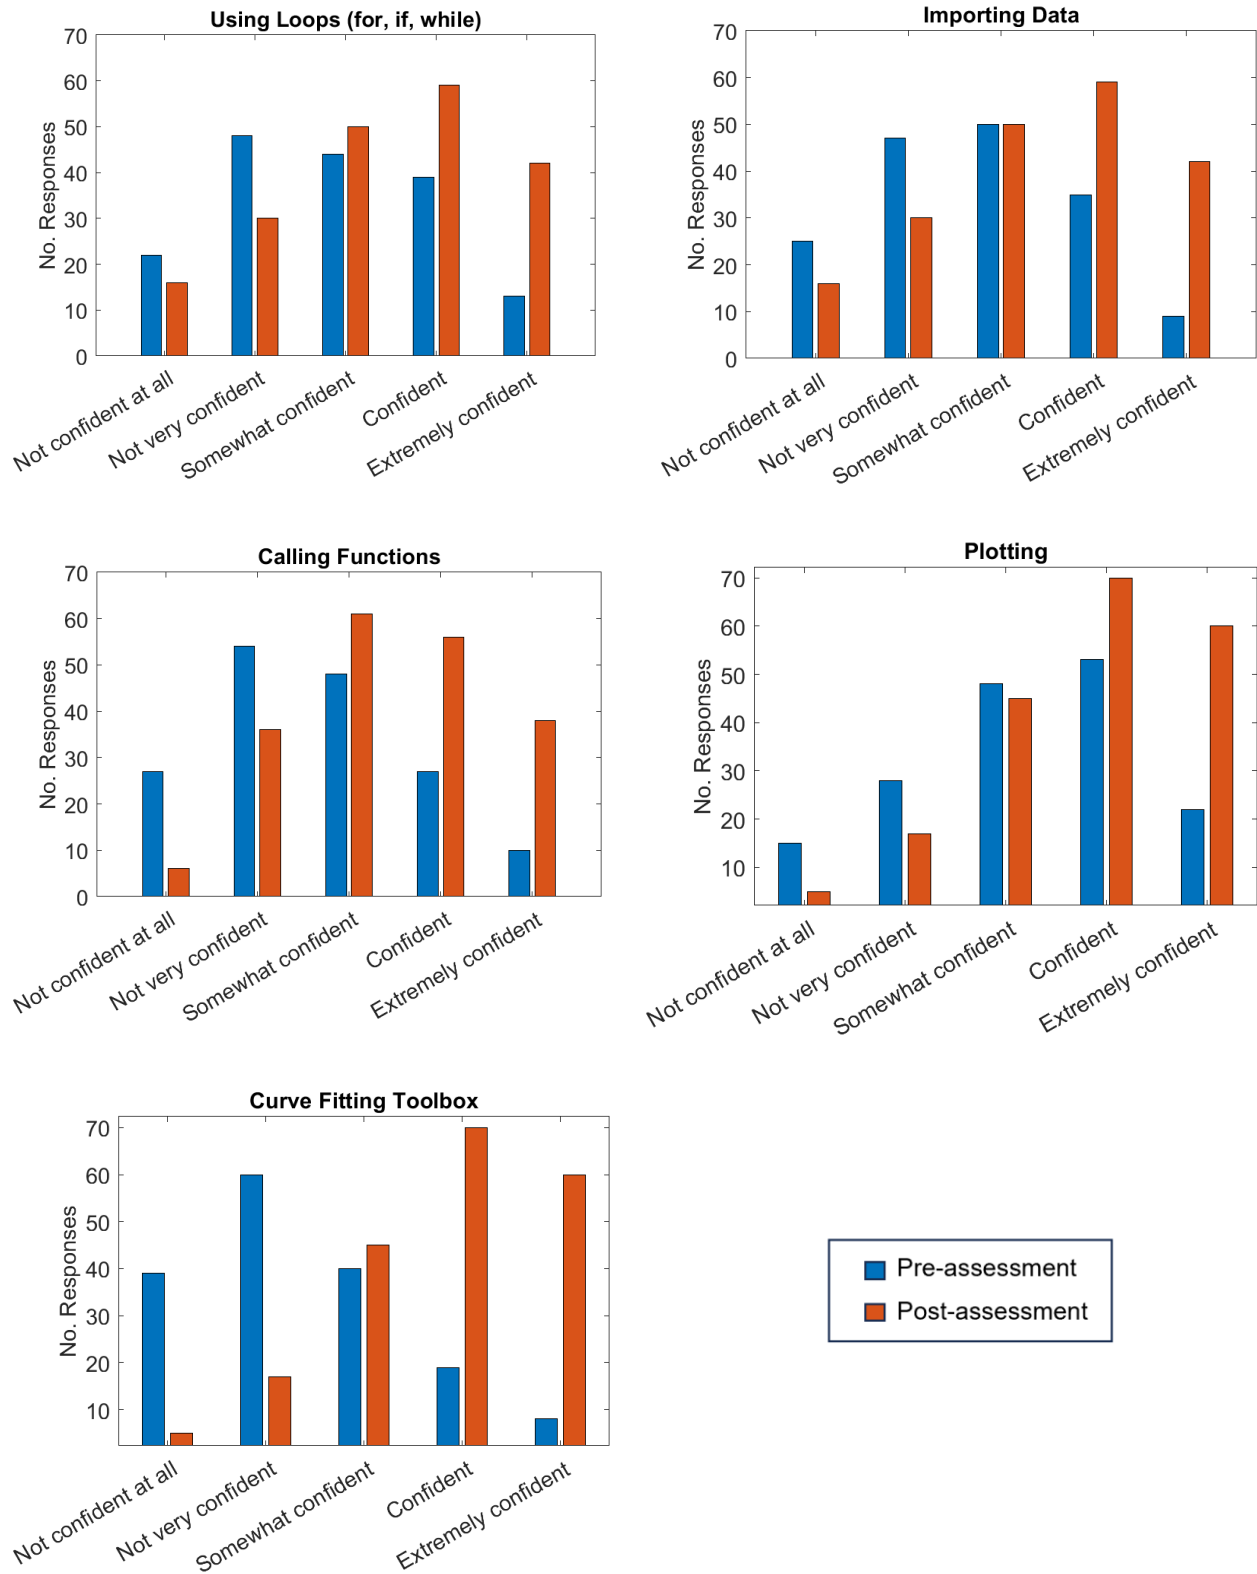 Using Loops (for, if, while)
No. Responses
70
60
50
40
30
20
10
0
Not confident at all
Not very confident
Somewhat confident
Confident
Extremely confident
Importing Data
No. Responses
70
60
50
40
30
20
10
0
Not confident at all
Not very confident
Somewhat confident
Confident
Extremely confident
Calling Functions
No. Responses
70
60
50
40
30
20
10
0
Not confident at all
Not very confident
Somewhat confident
Confident
Extremely confident
Plotting
No. Responses
70
60
50
40
30
20
10
Not confident at all
Not very confident
Somewhat confident
Confident
Extremely confident
Curve Fitting Toolbox
No. Responses
70
60
50
40
30
20
10
Not confident at all
Not very confident
Somewhat confident
Confident
Extremely confident
Pre-assessment
Post-assessment